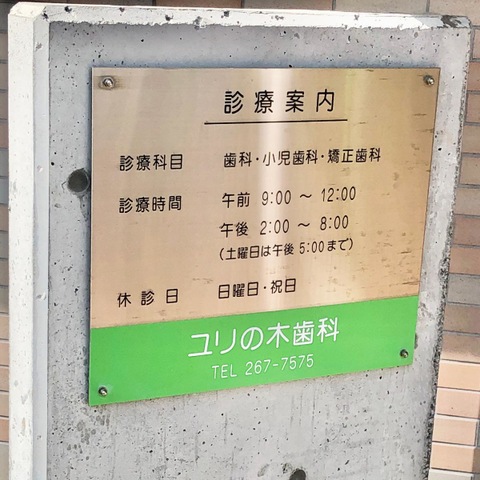 診療案内
診療科目 歯科・小児歯科・矯正歯科
診療時間 午前 9:00 〜 12:00
午後 2:00 〜 8:00
(土曜日は午後 5:00 まで)
休診日 日曜日・祝日
ユリの木歯科
TEL 267-7575